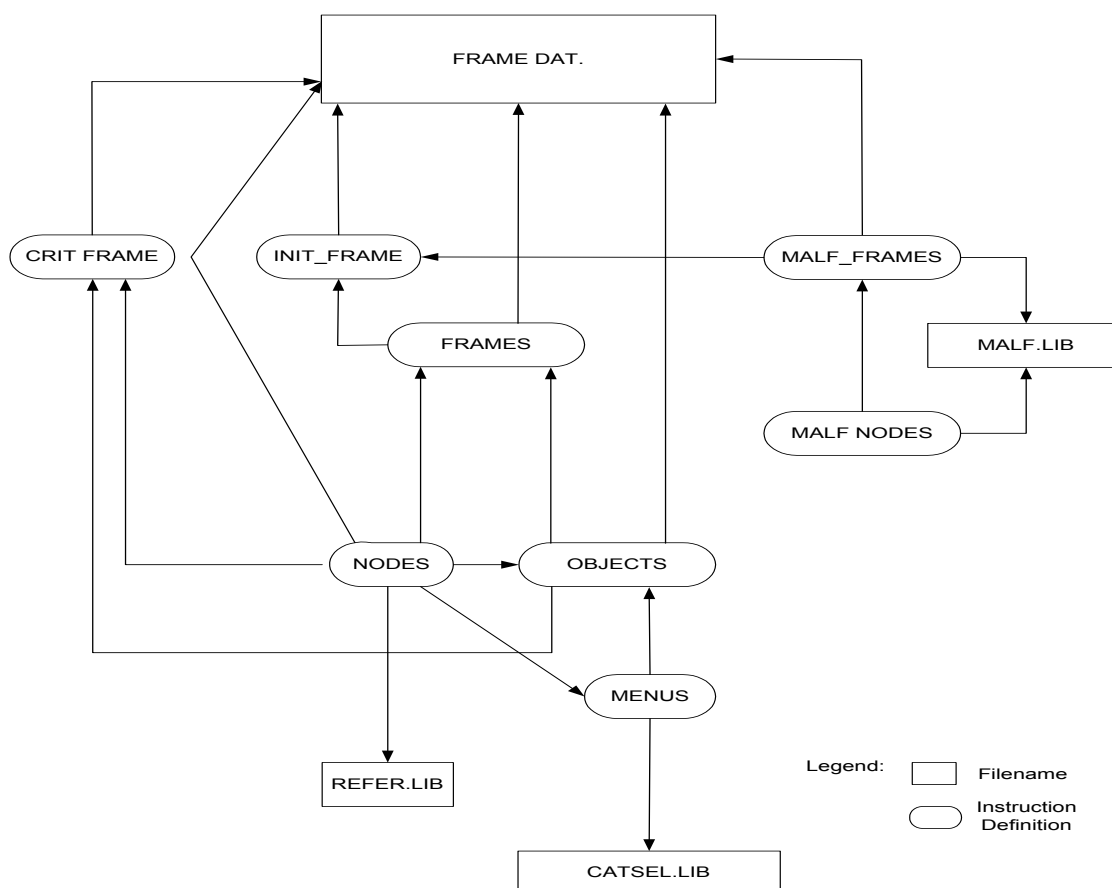 FRAME DAT.
CRIT FRAME
INIT_FRAME
MALF_FRAMES
FRAMES
MALF.LIB
MALF NODES
NODES
OBJECTS
MENUS
REFER.LIB
CATSEL.LIB
Legend:
Filename
Instruction
Definition